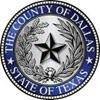 THE COUNTY OF DALLAS
STATE OF TEXAS